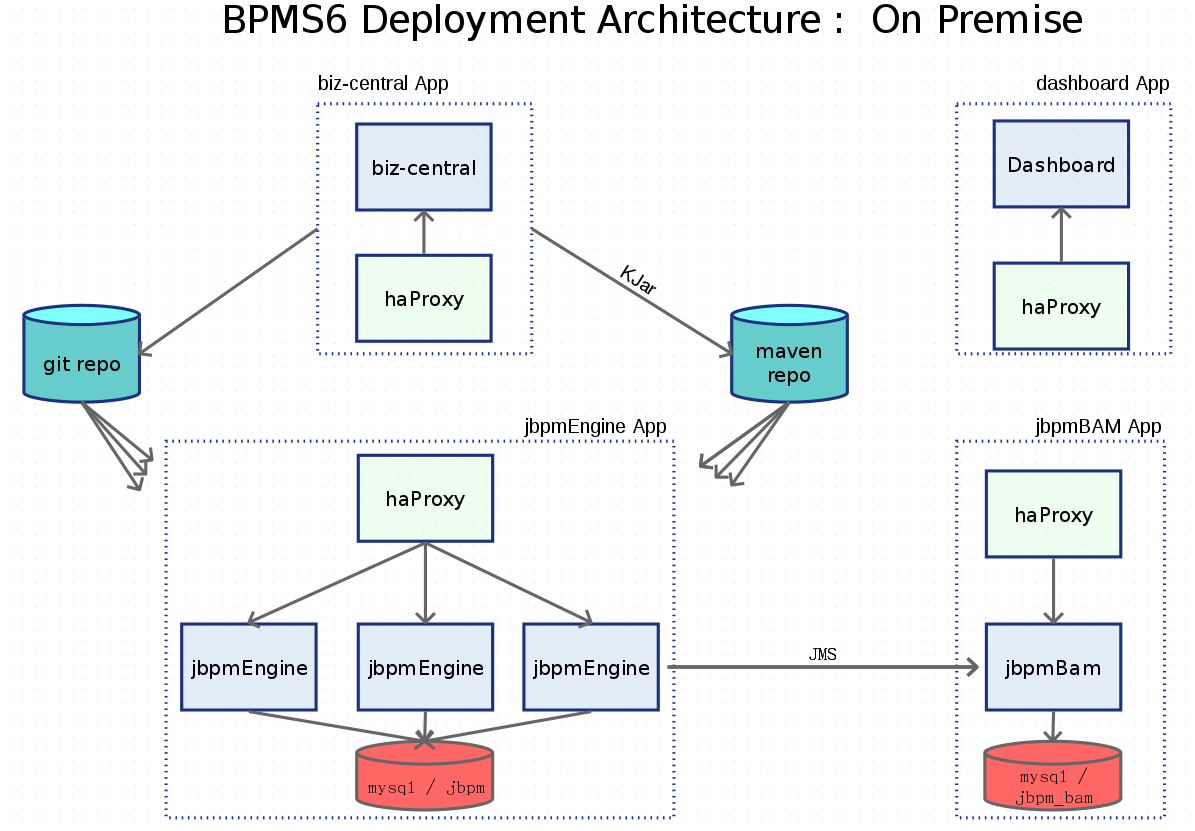 BPMS6 Deployment Architecture :  On Premise
biz-central App
dashboard App
biz-central
Dashboard
haProxy
haProxy
KJar
git repo
maven
repo
jbpmEngine App
jbpmBAM App
haProxy
haProxy
jbpmEngine
jbpmEngine
jbpmEngine
JMS
jbpmBam
mysql / jbpm
mysql /
jbpm_bam